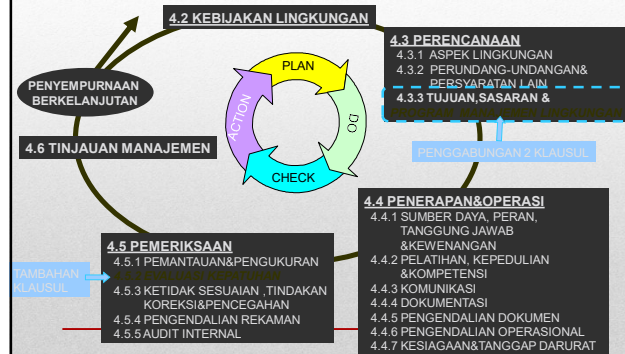 4.2 KEBIJAKAN LINGKUNGAN
4.3 PERENCANAAN
4.3.1 ASPEK LINGKUNGAN
4.3.2 PERUNDANG-UNDANGAN&
PERSYARATAN LAIN
4.3.3 TUJUAN,SASARAN &
PENGGABUNGAN 2 KLAUSUL
PLAN
DO
CHECK
ACTION
PENYEMPURNAAN
BERKELANJUTAN
4.6 TINJAUAN MANAJEMEN
4.4 PENERAPAN&OPERASI
4.4.1 SUMBER DAYA, PERAN,
TANGGUNG JAWAB
&KEWENANGAN
4.4.2 PELATIHAN, KEPEDULIAN
&KOMPETENSI
4.4.3 KOMUNIKASI
4.4.4 DOKUMENTASI
4.4.5 PENGENDALIAN DOKUMEN
4.4.6 PENGENDALIAN OPERASIONAL
4.4.7 KESIAGAAN&TANGGAP DARURAT
4.5 PEMERIKSAAN
4.5.1 PEMANTAUAN&PENGUKURAN
4.5.3 KETIDAK SESUAIAN ,TINDAKAN
KOREKSI&PENCEGAHAN
4.5.4 PENGENDALIAN REKAMAN
4.5.5 AUDIT INTERNAL
TAMBAHAN
KLAUSUL